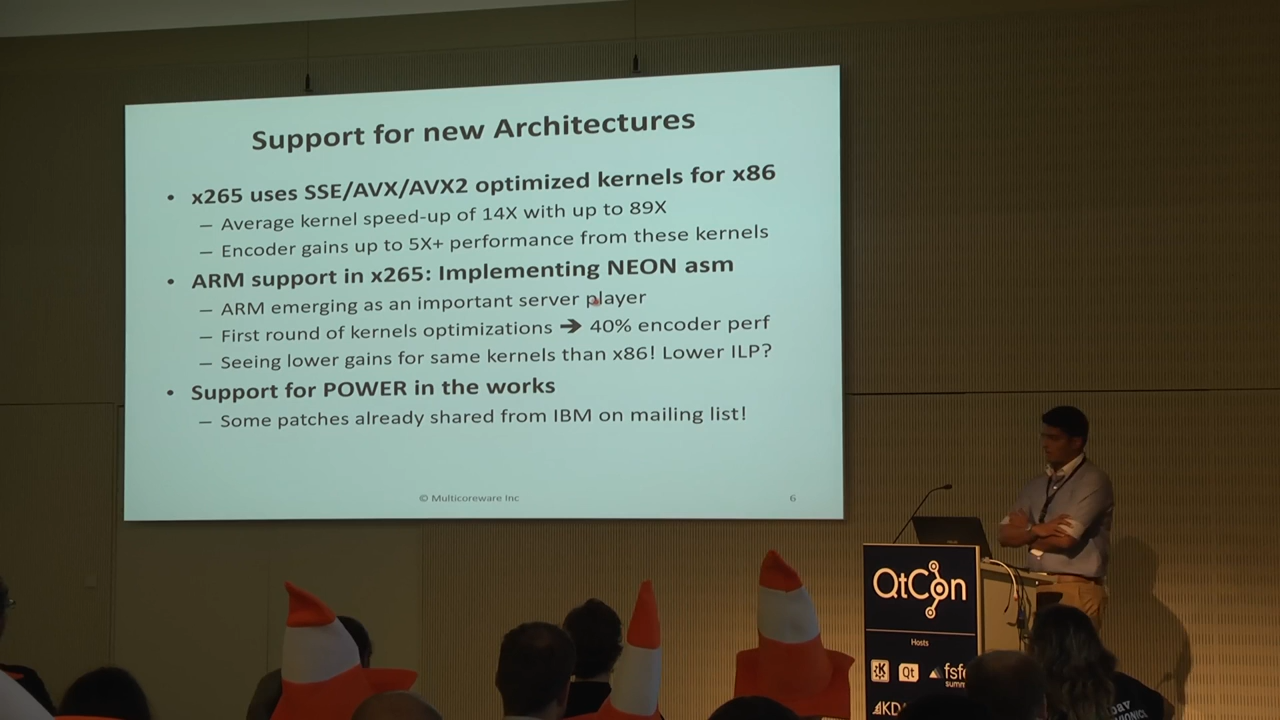 Support for new Architectures
• x265 uses SSE/AVX/AVX2 optimized kernels for x86
– Average kernel speed-up of 14X with up to 89X
– Encoder gains up to 5X+ performance from these kernels
• ARM support in x265: Implementing NEON asm
– ARM emerging as an important server player
– First round of kernels optimizations ➔ 40% encoder perf
– Seeing lower gains for same kernels than x86! Lower ILP?
• Support for POWER in the works
– Some patches already shared from IBM on mailing list!
© Multicoreware Inc
6
QtCon
Hosts
Qt
fsfe
summ
KDA